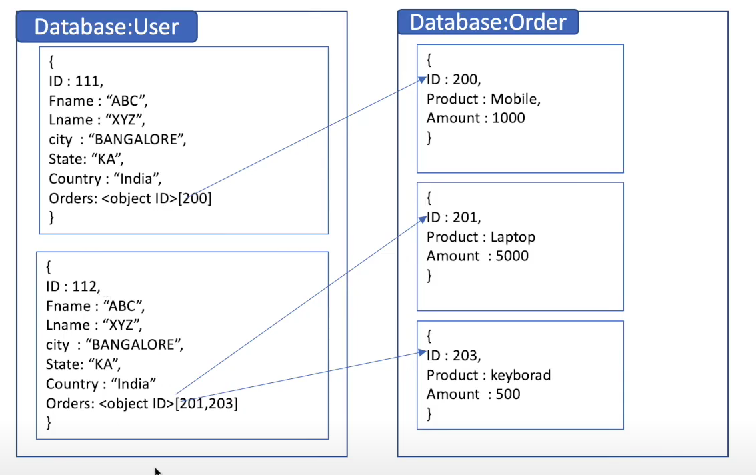 Database:User
{
ID : 111,
Fname : “ABC”,
Lname : “XYZ”,
city : “BANGALORE”,
State: “KA”,
Country : “India”,
Orders: <object ID>[200]
}
{
ID : 112,
Fname : “ABC”,
Lname : “XYZ”,
city : “BANGALORE”,
State: “KA”,
Country : “India”
Orders: <object ID>[201,203]
}
Database:Order
{
ID : 200,
Product : Mobile,
Amount : 1000
}
{
ID : 201,
Product : Laptop
Amount : 5000
}
{
ID : 203,
Product : keyborad
Amount : 500
}